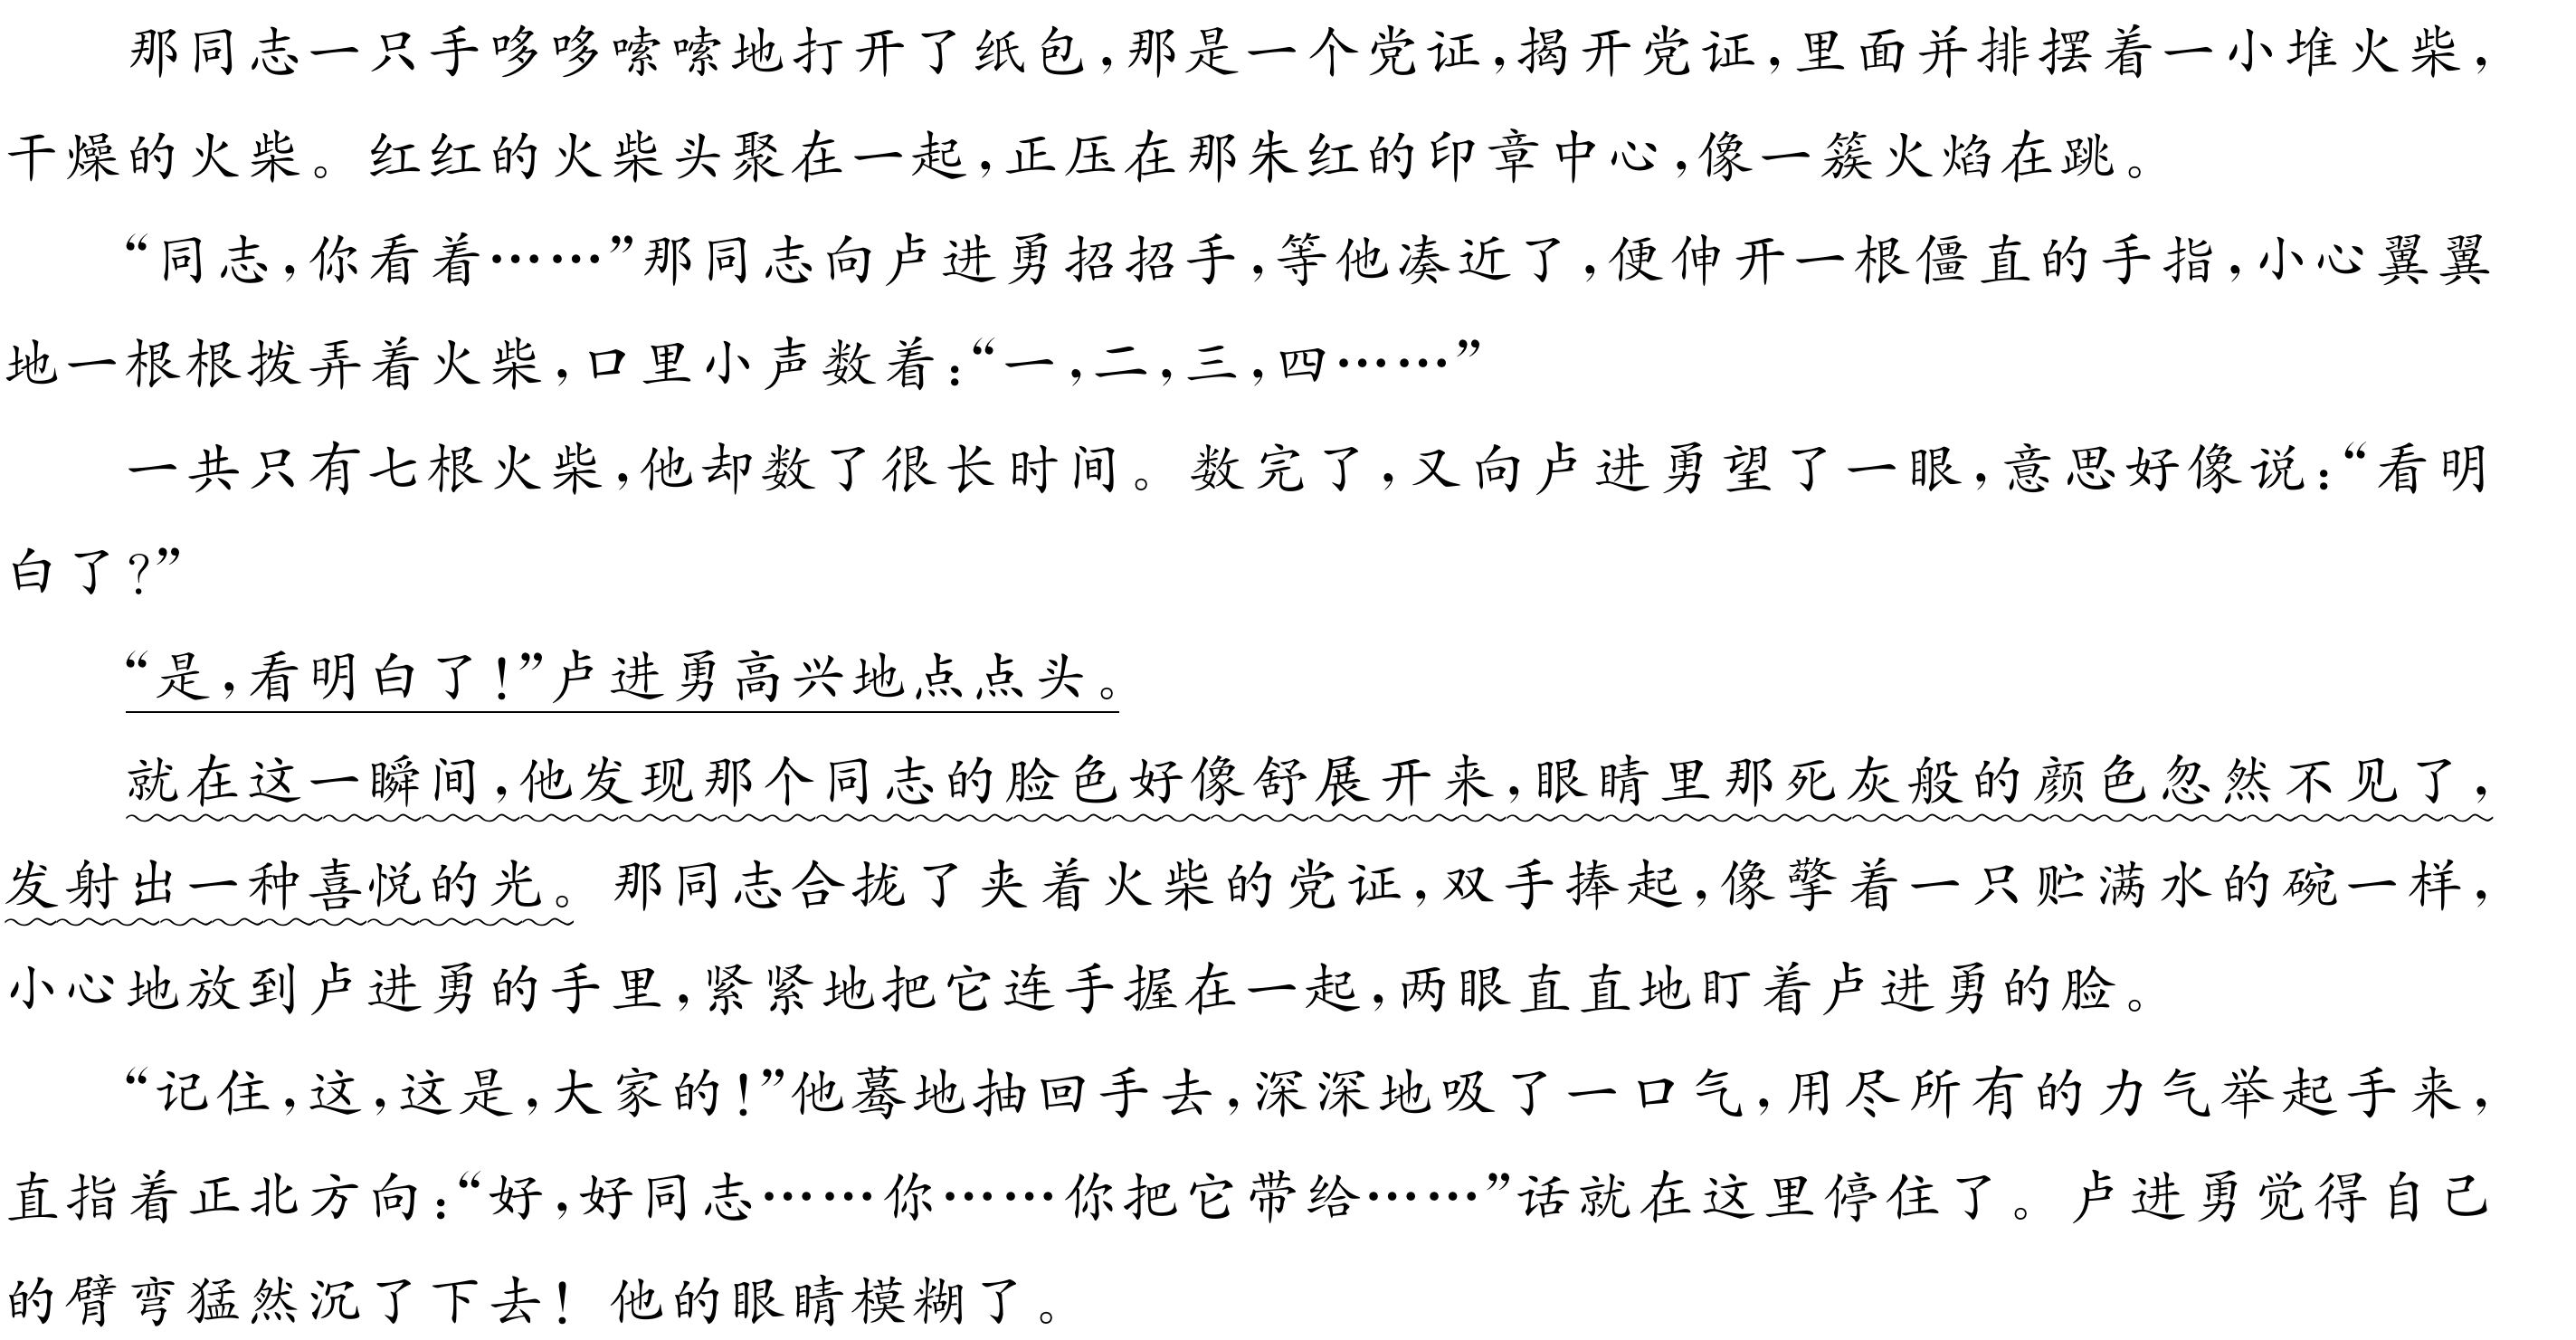 那同志一只手哆哆嗦嗦地打开了纸包,那是一个党证,揭开党证,里面并排摆着一小堆火柴,
干燥的火柴。红红的火柴头聚在一起,正压在那朱红的印章中心,像一簇火焰在跳。
“同志,你看着……”那同志向卢进勇招招手,等他凑近了,便伸开一根僵直的手指,小心翼翼
地一根根拨弄着火柴,口里小声数着:“一,二,三,四……”
一共只有七根火柴,他却数了很长时间。数完了,又向卢进勇望了一眼,意思好像说:“看明
白了?”
“是,看明白了!”卢进勇高兴地点点头。
就在这一瞬间,他发现那个同志的脸色好像舒展开来,眼睛里那死灰般的颜色忽然不见了,
发射出一种喜悦的光。那同志合拢了夹着火柴的党证,双手捧起,像擎着一只贮满水的碗一样,
小心地放到卢进勇的手里,紧紧地把它连手握在一起,两眼直直地盯着卢进勇的脸。
“记住,这,这是,大家的!”他蓦地抽回手去,深深地吸了一口气,用尽所有的力气举起手来,
直指着正北方向:“好,好同志……你……你把它带给……”话就在这里停住了。卢进勇觉得自己
的臂弯猛然沉了下去!他的眼睛模糊了。